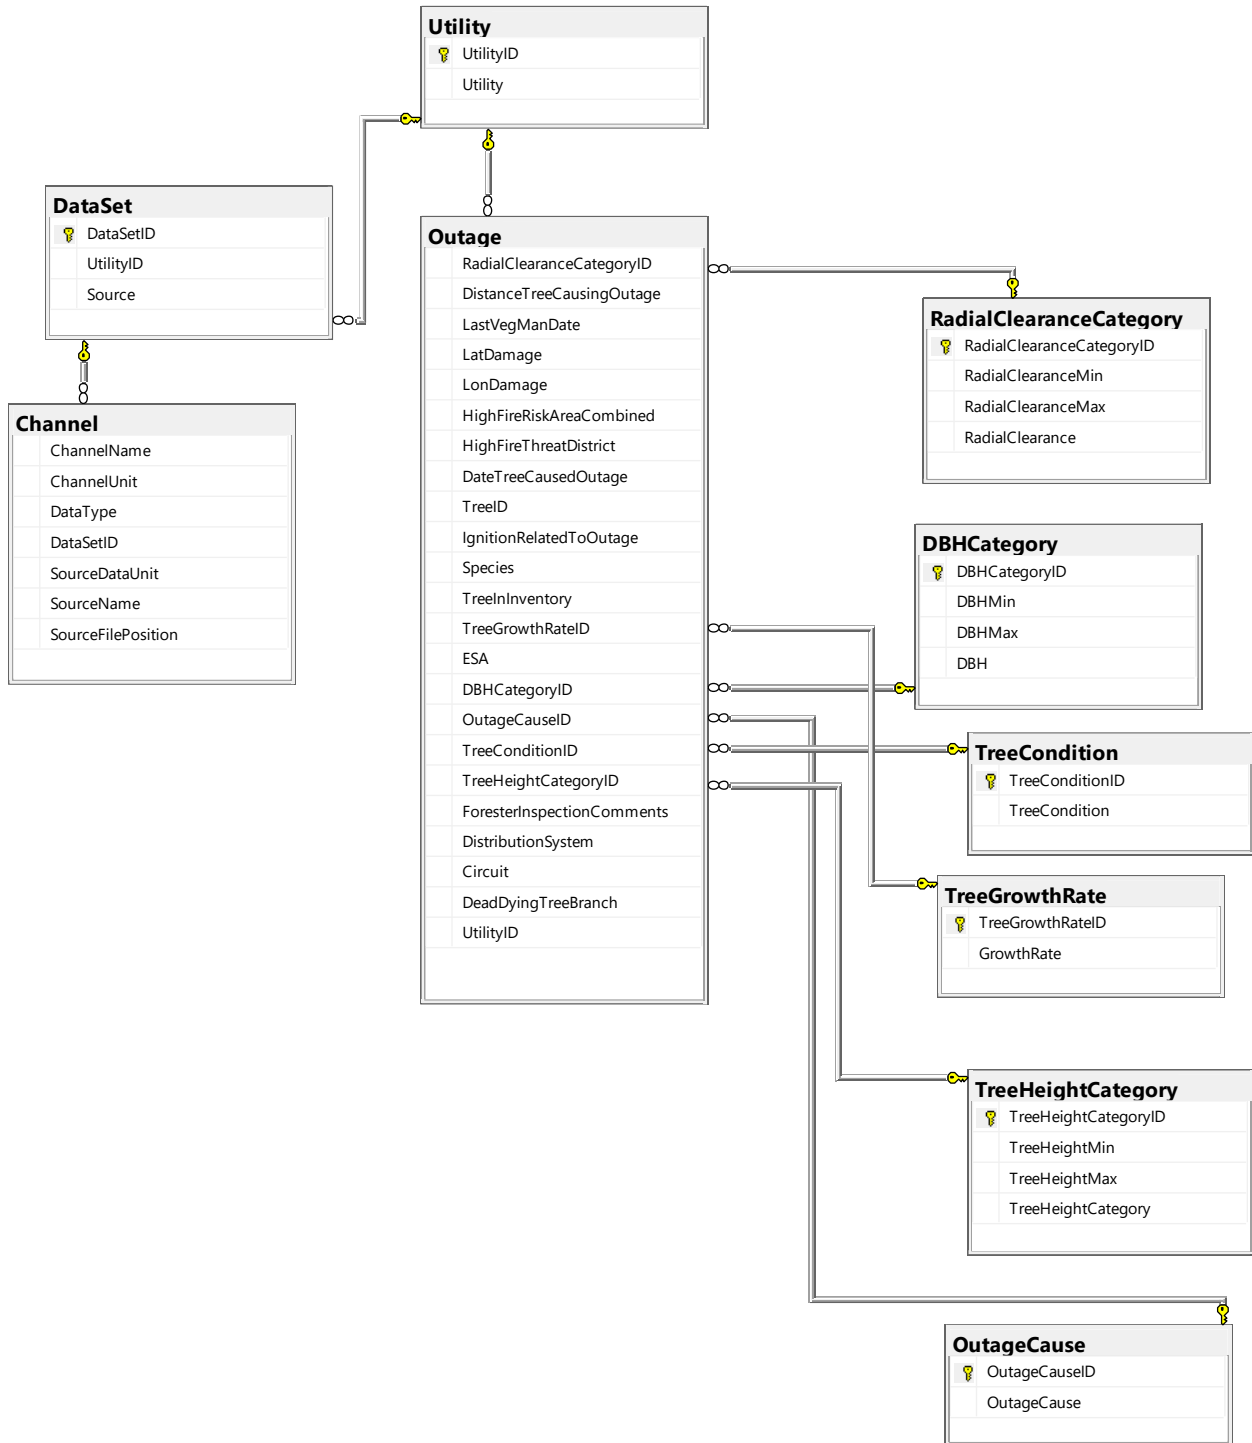 Utility
UtilityID
Utility
DataSet
DataSetID
UtilityID
Source
Channel
ChannelName
ChannelUnit
DataType
DataSetID
SourceDataUnit
SourceName
SourceFilePosition
Outage
RadialClearanceCategoryID
DistanceTreeCausingOutage
LastVegManDate
LatDamage
LonDamage
HighFireRiskAreaCombined
HighFireThreatDistrict
DateTreeCausedOutage
TreeID
IgnitionRelatedToOutage
Species
TreeInInventory
TreeGrowthRateID
ESA
DBHCategoryID
OutageCauseID
TreeConditionID
TreeHeightCategoryID
ForesterInspectionComments
DistributionSystem
Circuit
DeadDyingTreeBranch
UtilityID
RadialClearanceCategory
RadialClearanceCategoryID
RadialClearanceMin
RadialClearanceMax
RadialClearance
DBHCategory
DBHCategoryID
DBHMin
DBHMax
DBH
TreeCondition
TreeConditionID
TreeCondition
TreeGrowthRate
TreeGrowthRateID
GrowthRate
TreeHeightCategory
TreeHeightCategoryID
TreeHeightMin
TreeHeightMax
TreeHeightCategory
OutageCause
OutageCauseID
OutageCause